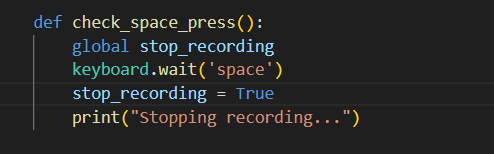 def check_space_press():
    global stop_recording
    keyboard.wait('space')
    stop_recording = True
    print("Stopping recording...")